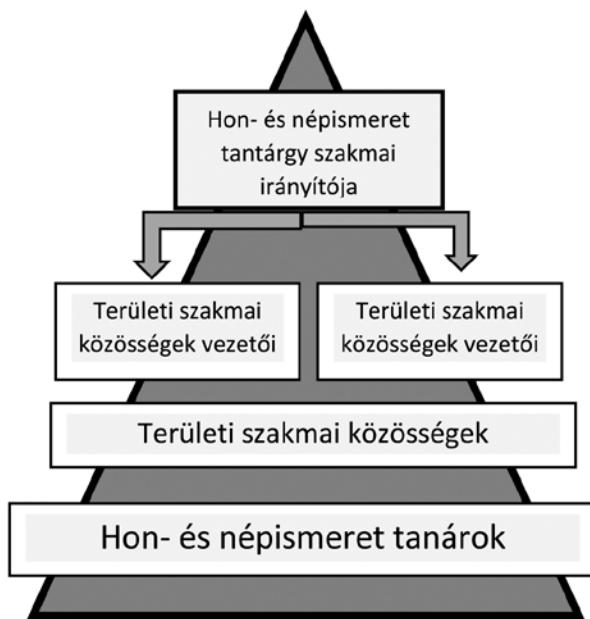 Hon- és népismeret
tantárgy szakmai
irányítója
Területi szakmai
közösségek vezetői
Területi szakmai
közösségek vezetői
Területi szakmai közösségek
Hon- és népismeret tanárok